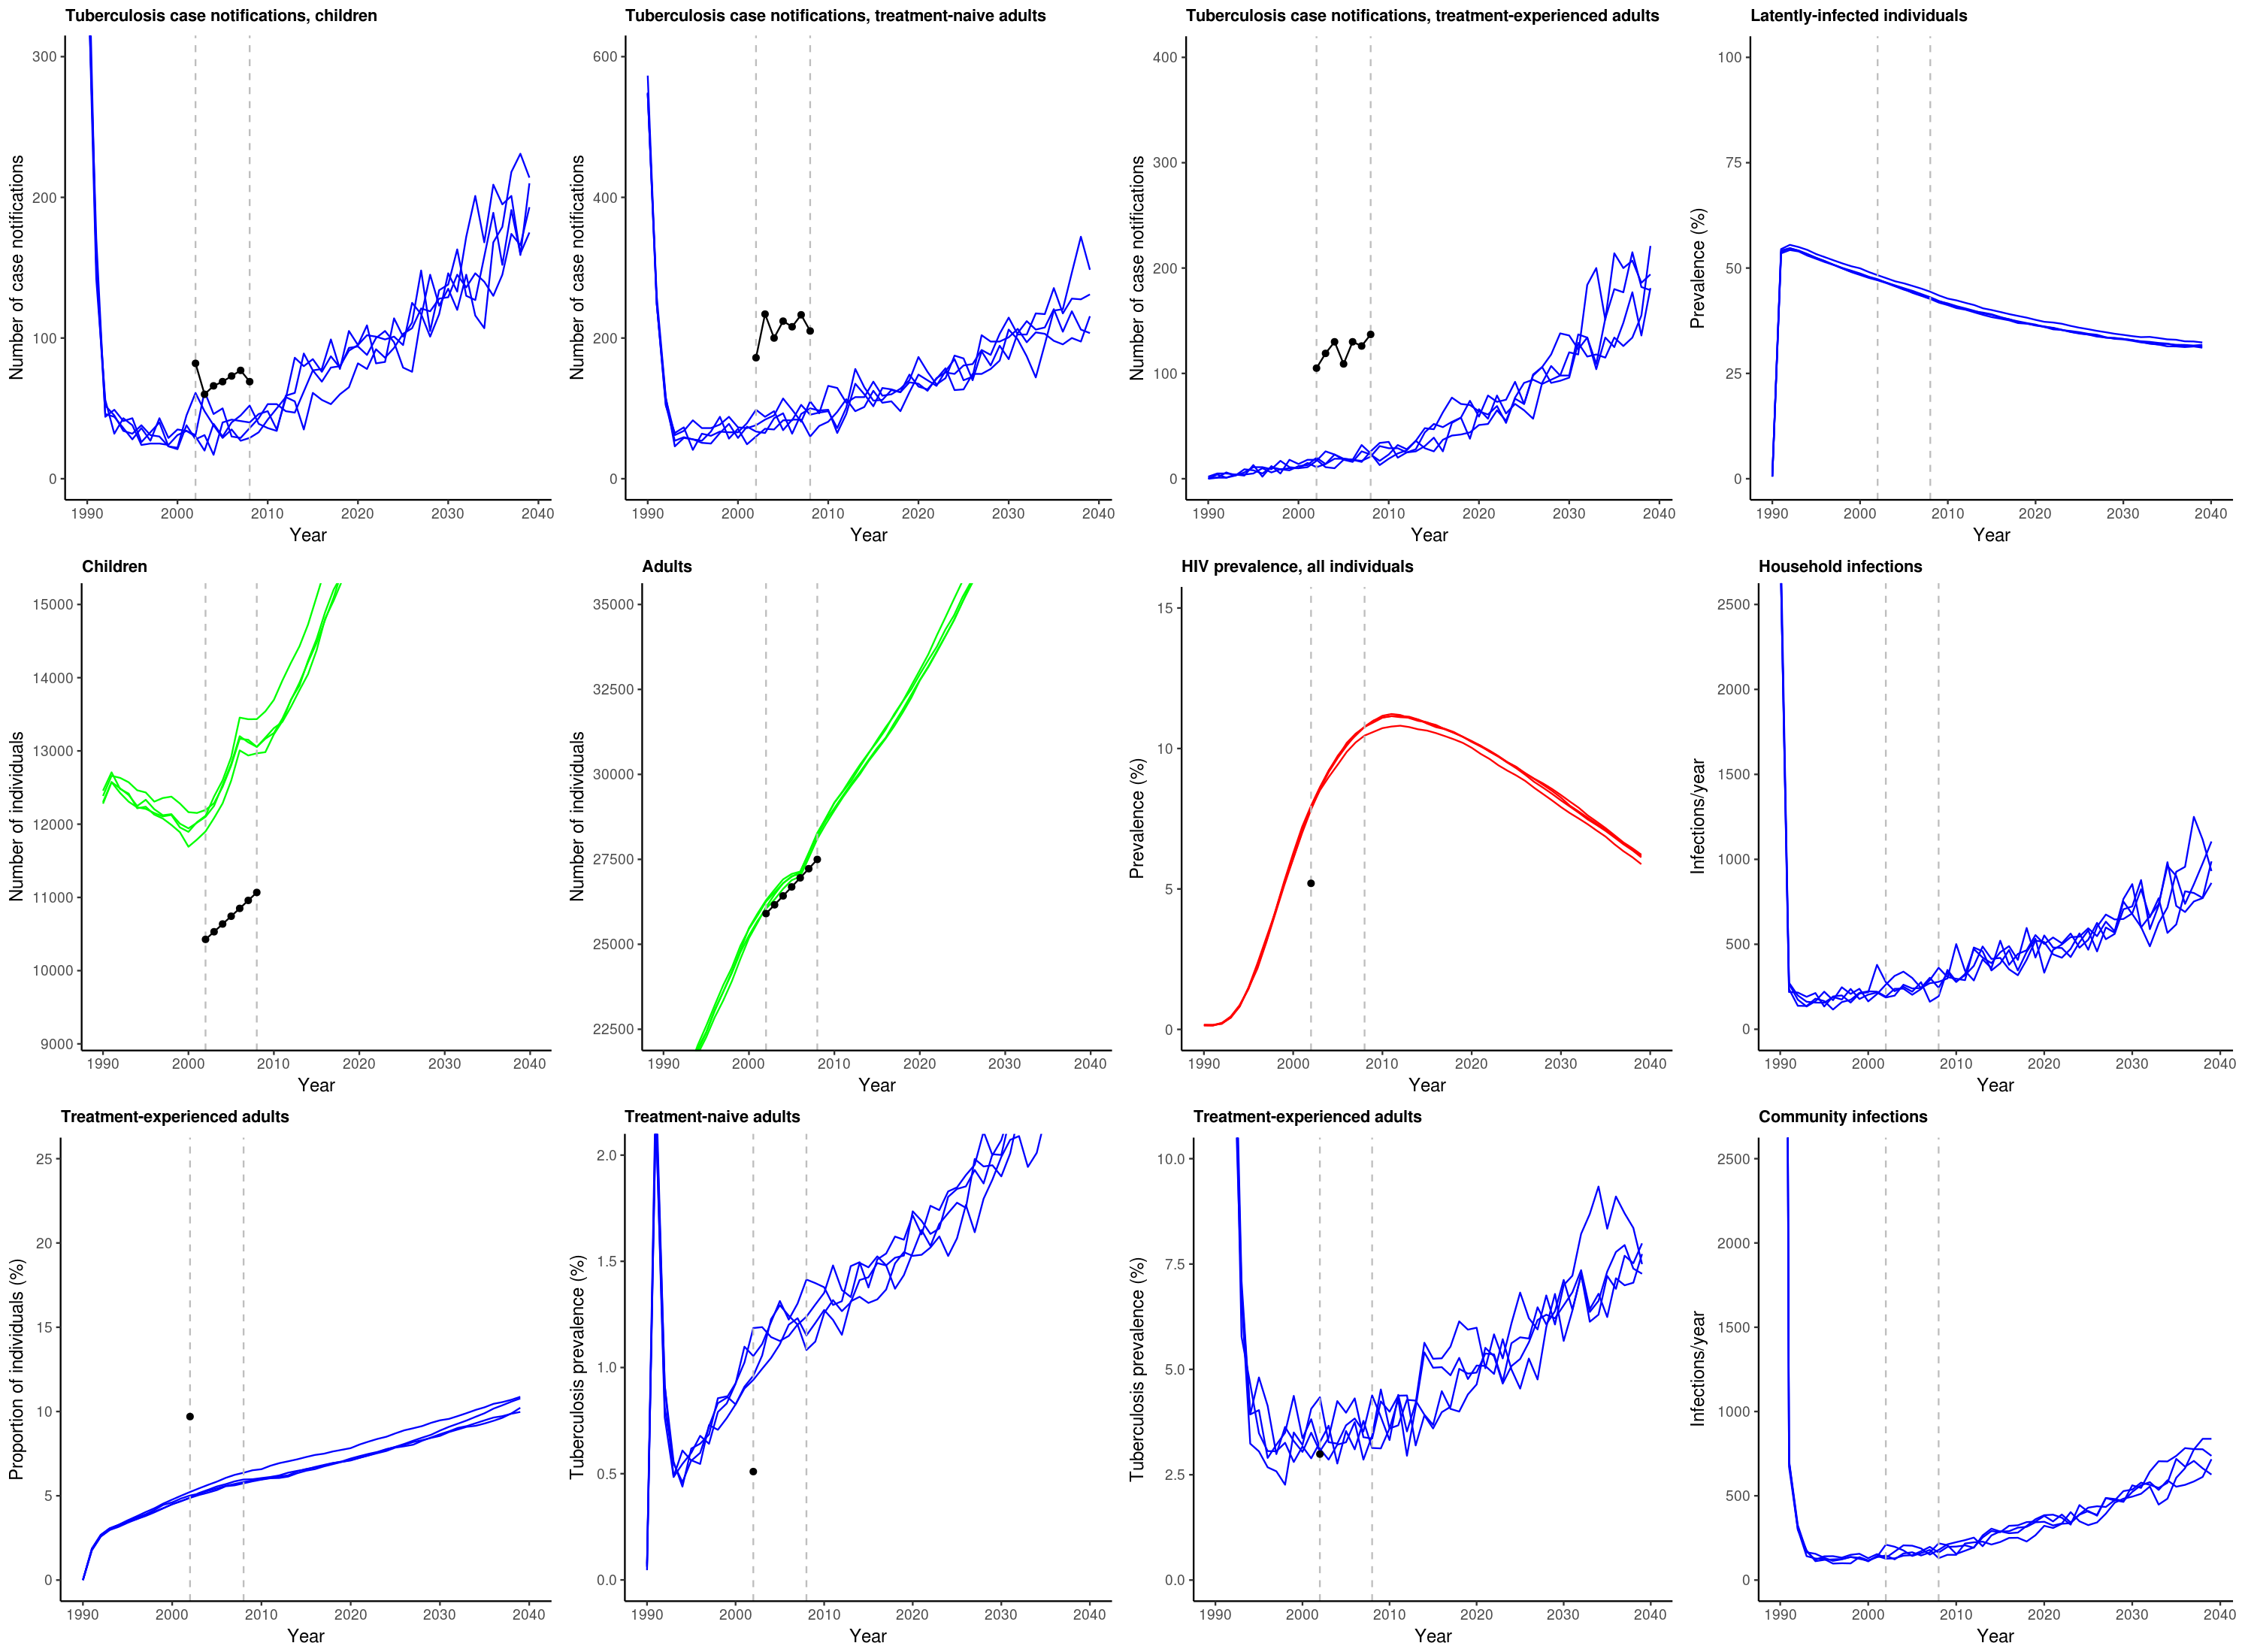 Tuberculosis case notifications, children
Number of case notifications
300
200
100
0
1990 2000 2010 2020 2030 2040
Year
Tuberculosis case notifications, treatment-naive adults
Number of case notifications
600
400
200
0
1990 2000 2010 2020 2030 2040
Year
Tuberculosis case notifications, treatment-experienced adults
Number of case notifications
400
300
200
100
0
1990 2000 2010 2020 2030 2040
Year
Latently-infected individuals
Prevalence (%)
100
75
50
25
0
1990 2000 2010 2020 2030 2040
Year
Children
Number of individuals
15000
14000
13000
12000
11000
10000
9000
1990 2000 2010 2020 2030 2040
Year
Adults
Number of individuals
35000
32500
30000
27500
25000
22500
1990 2000 2010 2020 2030 2040
Year
HIV prevalence, all individuals
Prevalence (%)
15
10
5
0
1990 2000 2010 2020 2030 2040
Year
Household infections
Infections/year
2500
2000
1500
1000
500
0
1990 2000 2010 2020 2030 2040
Year
Treatment-experienced adults
Proportion of individuals (%)
25
20
15
10
5
0
1990 2000 2010 2020 2030 2040
Year
Treatment-naive adults
Tuberculosis prevalence (%)
2.0
1.5
1.0
0.5
0.0
1990 2000 2010 2020 2030 2040
Year
Treatment-experienced adults
Tuberculosis prevalence (%)
10.0
7.5
5.0
2.5
0.0
1990 2000 2010 2020 2030 2040
Year
Community infections
Infections/year
2500
2000
1500
1000
500
0
1990 2000 2010 2020 2030 2040
Year